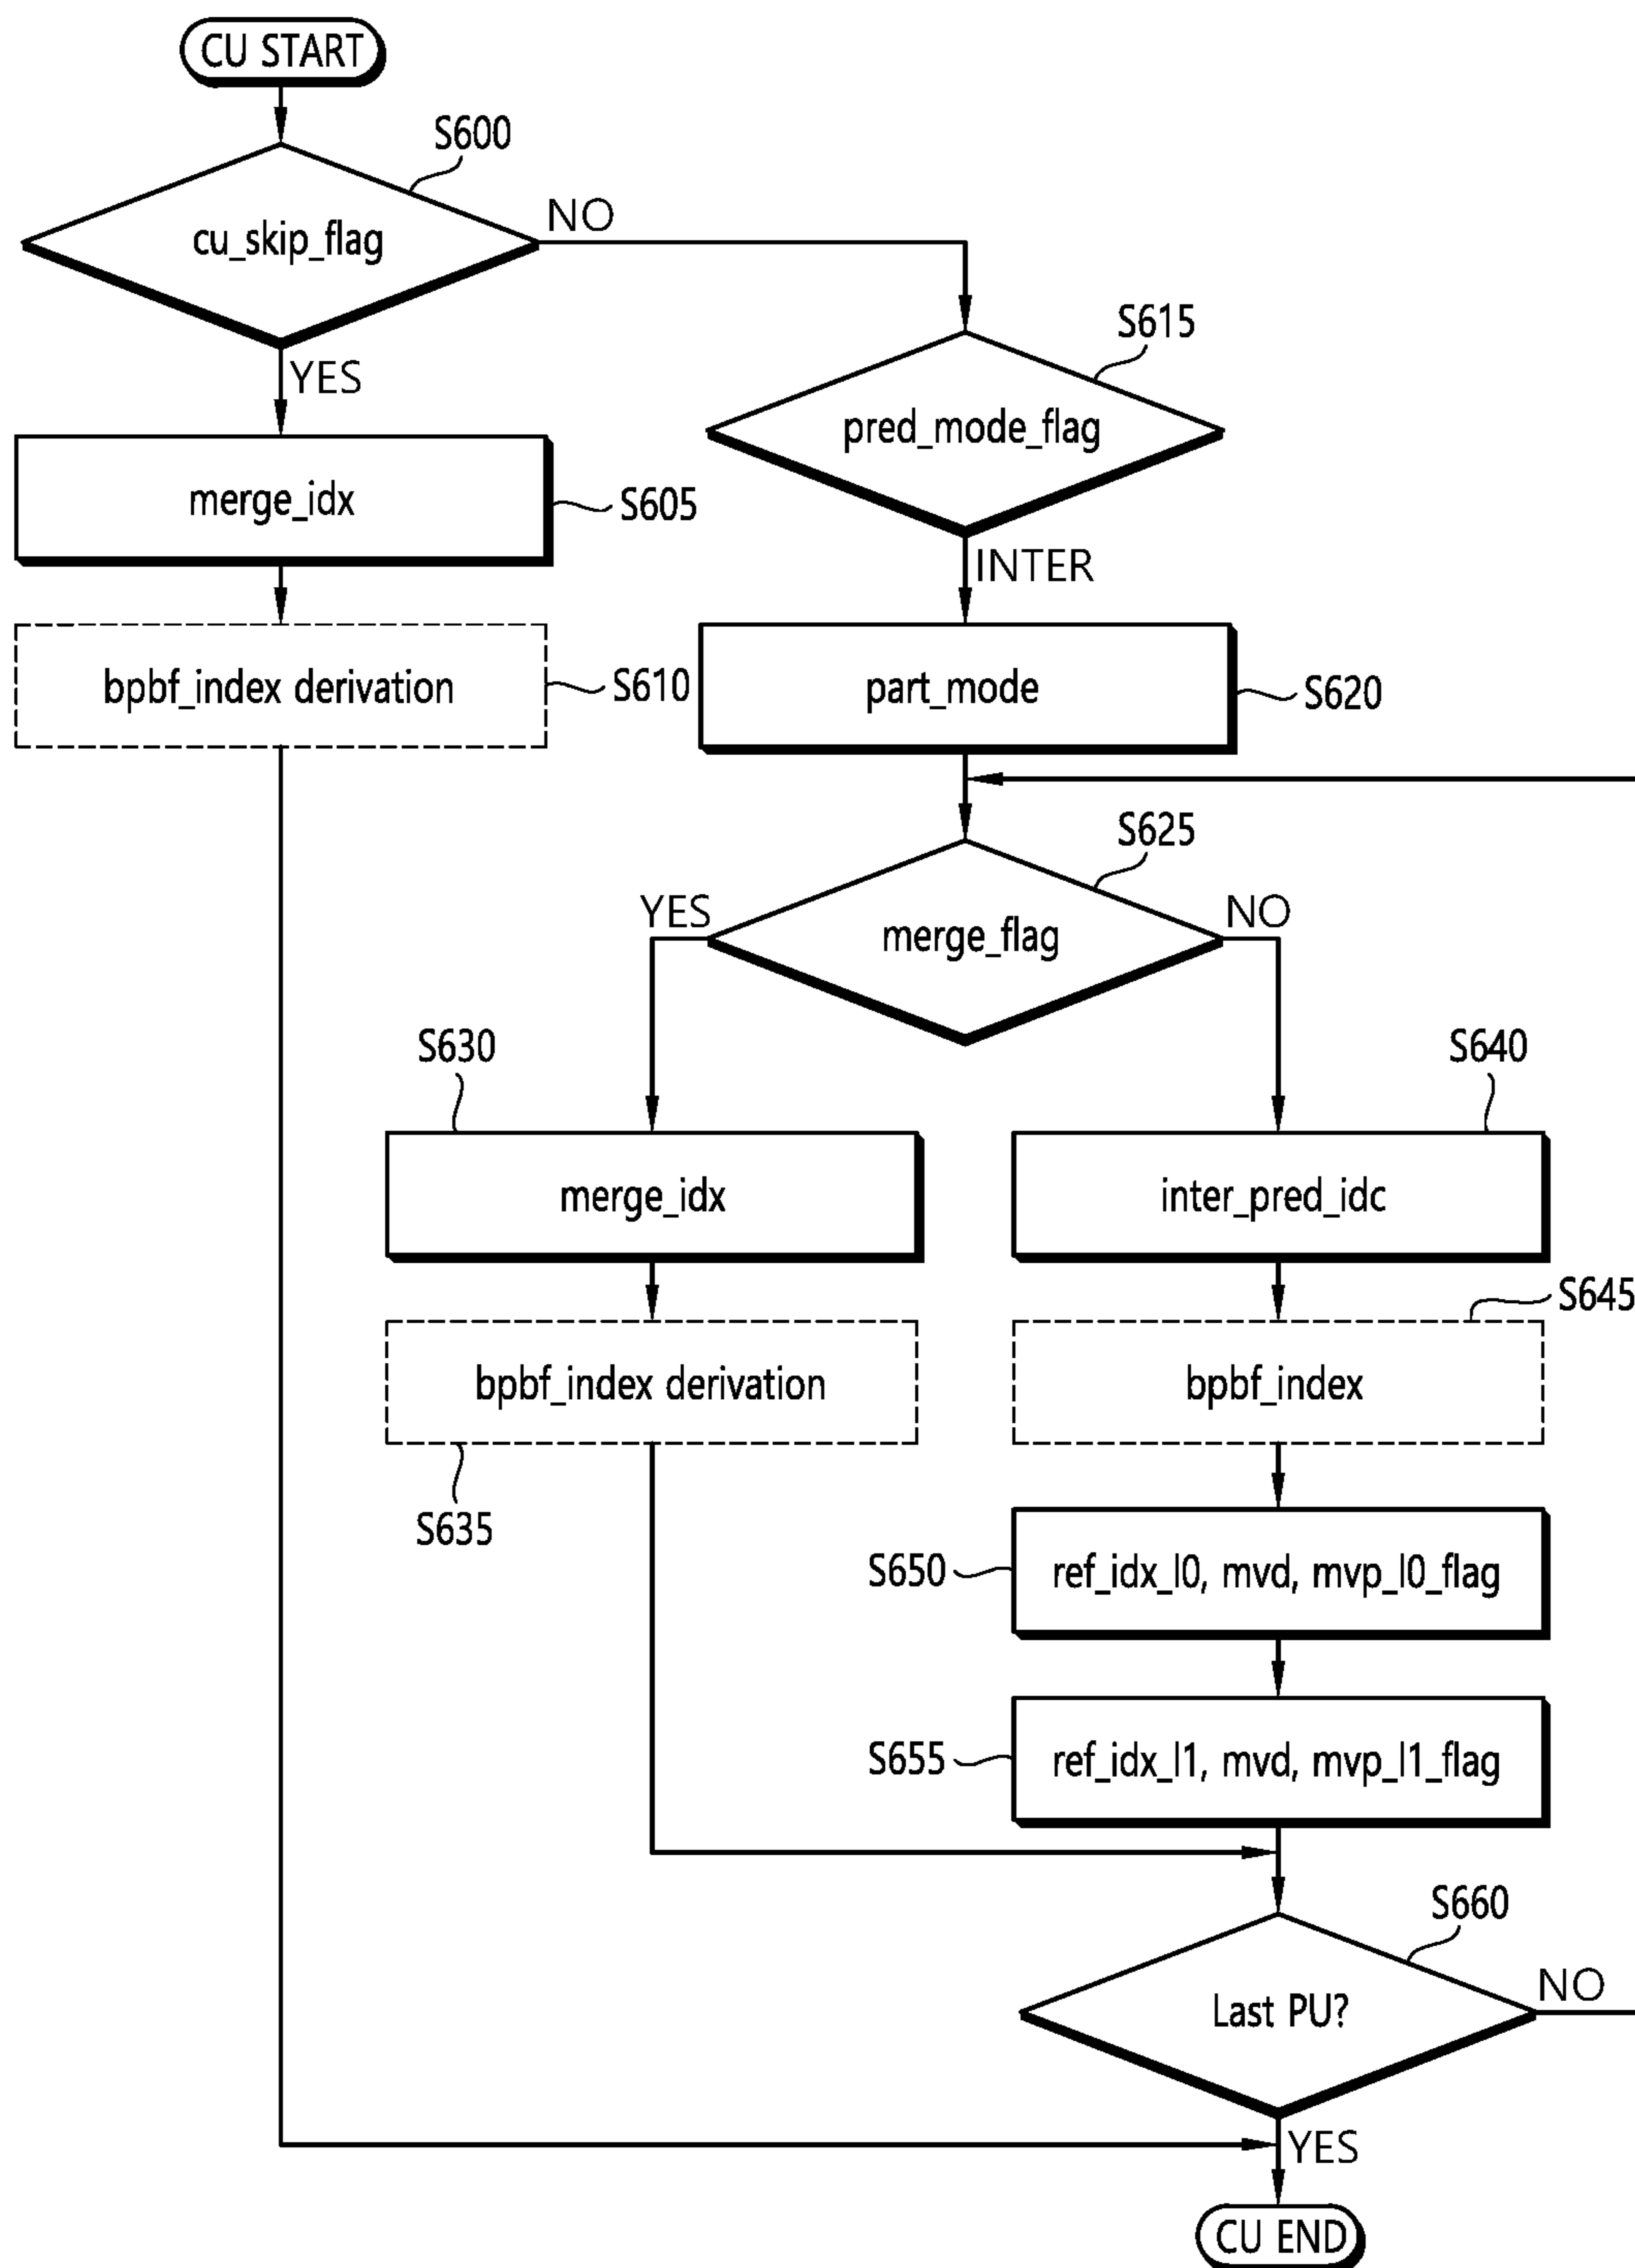 CU START
S600
cu_skip_flag
NO
YES
S615
pred_mode_flag
INTER
merge_idx
S605
bpbf_index derivation
S610
part_mode
S620
S625
merge_flag
YES
NO
S630
merge_idx
S640
inter_pred_idc
bpbf_index derivation
S635
S645
bpbf_index
S650
ref_idx_l0, mvd, mvp_l0_flag
S655
ref_idx_l1, mvd, mvp_l1_flag
S660
Last PU?
NO
YES
CU END